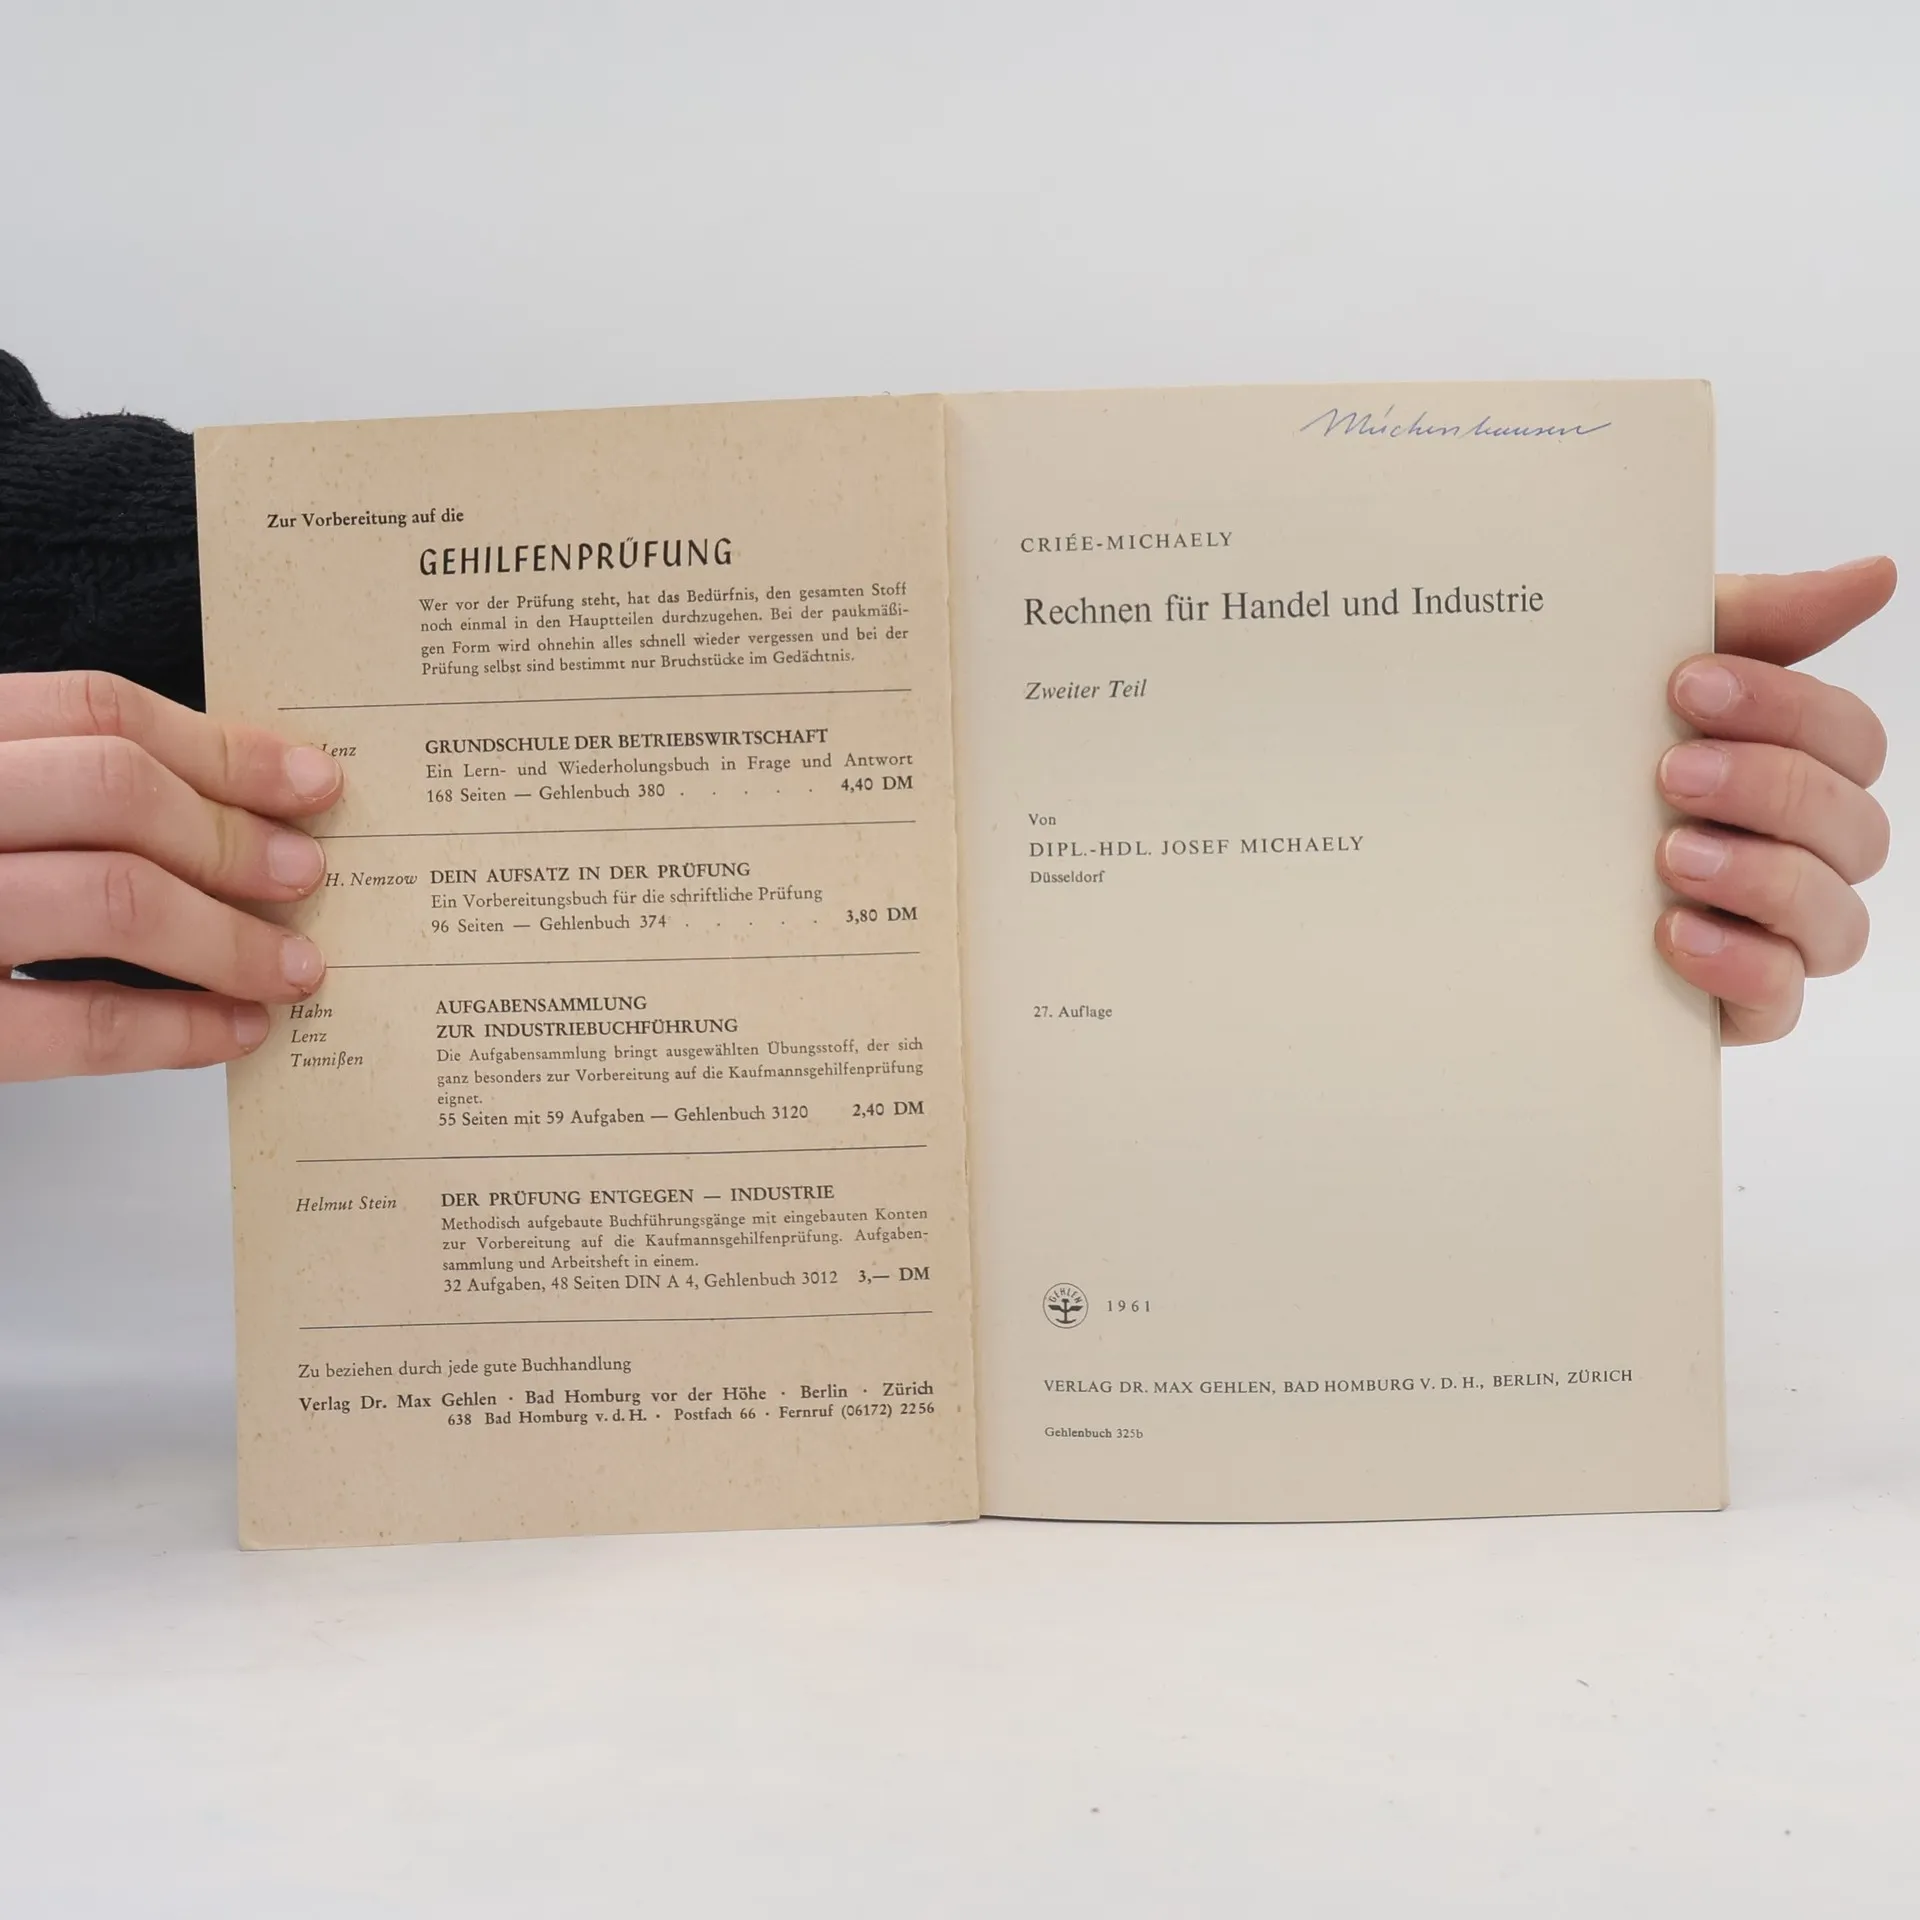 Zur Vorbereitung auf die
GEHILFENPRÜFUNG
Wer vor der Prüfung steht, hat das Bedürfnis, den gesamten Stoff
noch einmal in den Hauptteilen durchzugehen. Bei der paukmäßi-
gen Form wird ohnehin alles schnell wieder vergessen und bei der
Prüfung selbst sind bestimmt nur Bruchstücke im Gedächtnis.
Lenz GRUNDSCHULE DER BETRIEBSWIRTSCHAFT
Ein Lern- und Wiederholungsbuch in Frage und Antwort
168 Seiten — Gehlenbuch 380 . . . . . 4,40 DM
H. Nemzow DEIN AUFSATZ IN DER PRÜFUNG
Ein Vorbereitungsbuch für die schriftliche Prüfung
96 Seiten — Gehlenbuch 374 . . . . . 3,80 DM
Hahn AUFGABENSAMMLUNG
Lenz ZUR INDUSTRIEBUCHFÜHRUNG
Tunnißen Die Aufgabensammlung bringt ausgewählten Übungsstoff, der sich
ganz besonders zur Vorbereitung auf die Kaufmannsgehilfenprüfung
eignet.
55 Seiten mit 59 Aufgaben — Gehlenbuch 3120 2,40 DM
Helmut Stein DER PRÜFUNG ENTGEGEN — INDUSTRIE
Methodisch aufgebaute Buchführungsgänge mit eingebauten Konten
zur Vorbereitung auf die Kaufmannsgehilfenprüfung. Aufgaben-
sammlung und Arbeitsheft in einem.
32 Aufgaben, 48 Seiten DIN A 4, Gehlenbuch 3012 3,— DM
Zu beziehen durch jede gute Buchhandlung
Verlag Dr. Max Gehlen · Bad Homburg vor der Höhe · Berlin · Zürich
638 Bad Homburg v. d. H. · Postfach 66 · Fernruf (06172) 2256
CRIÉE-MICHAELY
Rechnen für Handel und Industrie
Zweiter Teil
Von
DIPL.-HDL. JOSEF MICHAELY
Düsseldorf
27. Auflage
GEHLEN 1961
VERLAG DR. MAX GEHLEN, BAD HOMBURG V. D. H., BERLIN, ZÜRICH
Gehlenbuch 325b